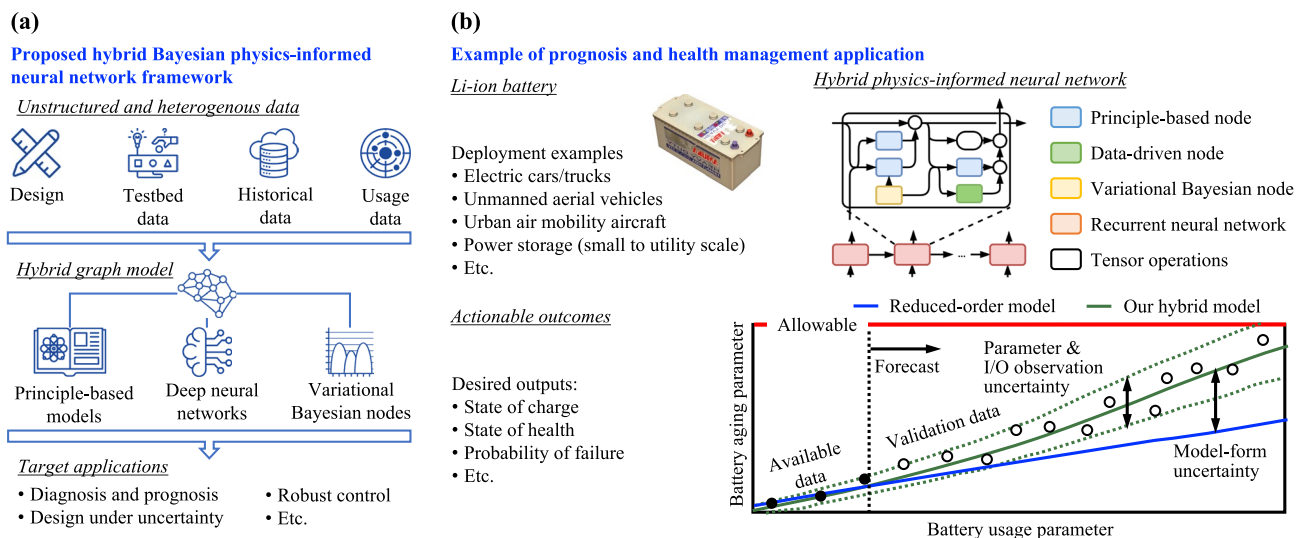 (a)
Proposed hybrid Bayesian physics-informed
neural network framework
Unstructured and heterogenous data
Design
Testbed
data
Historical
data
Usage
data
Hybrid graph model
Principle-based
models
Deep neural
networks
Variational
Bayesian nodes
Target applications
• Diagnosis and prognosis
• Design under uncertainty
• Robust control
• Etc.
(b)
Example of prognosis and health management application
Li-ion battery
Deployment examples
• Electric cars/trucks
• Unmanned aerial vehicles
• Urban air mobility aircraft
• Power storage (small to utility scale)
• Etc.
Hybrid physics-informed neural network
Principle-based node
Data-driven node
Variational Bayesian node
Recurrent neural network
Tensor operations
...
Actionable outcomes
Desired outputs:
• State of charge
• State of health
• Probability of failure
• Etc.
Reduced-order model
Our hybrid model
Allowable
Forecast
Parameter &
I/O observation
uncertainty
Validation data
Available
data
Model-form
uncertainty
Battery aging parameter
Battery usage parameter